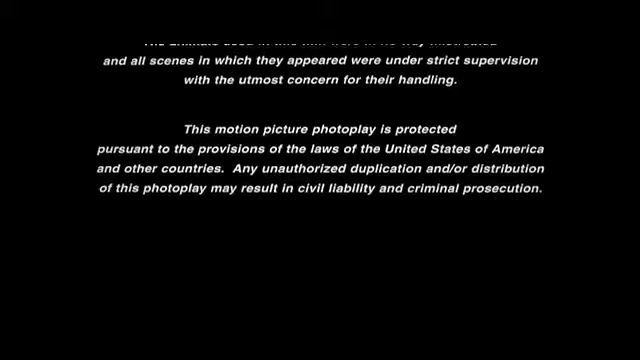 and all scenes in which they appeared were under strict supervision
with the utmost concern for their handling.
This motion picture photoplay is protected
pursuant to the provisions of the laws of the United States of America
and other countries. Any unauthorized duplication and/or distribution
of this photoplay may result in civil liability and criminal prosecution.